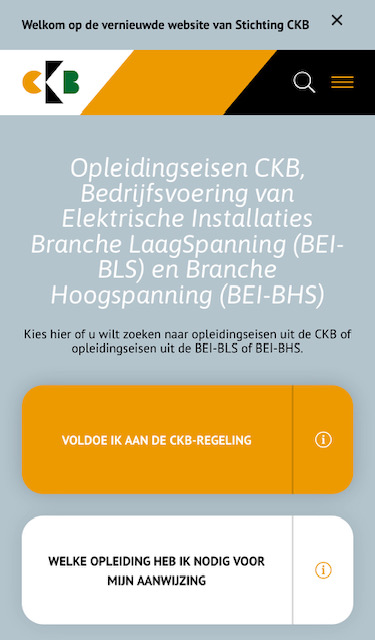 Welkom op de vernieuwde website van Stichting CKB
CKB
Opleidingseisen CKB,
Bedrijfsvoering van
Elektrische Installaties
Branche LaagSpanning (BEI-
BLS) en Branche
Hoogspanning (BEI-BHS)
Kies hier of u wilt zoeken naar opleidingseisen uit de CKB of
opleidingseisen uit de BEI-BLS of BEI-BHS.
VOLDOE IK AAN DE CKB-REGELING
WELKE OPLEIDING HEB IK NODIG VOOR
MIJN AANWIJZING